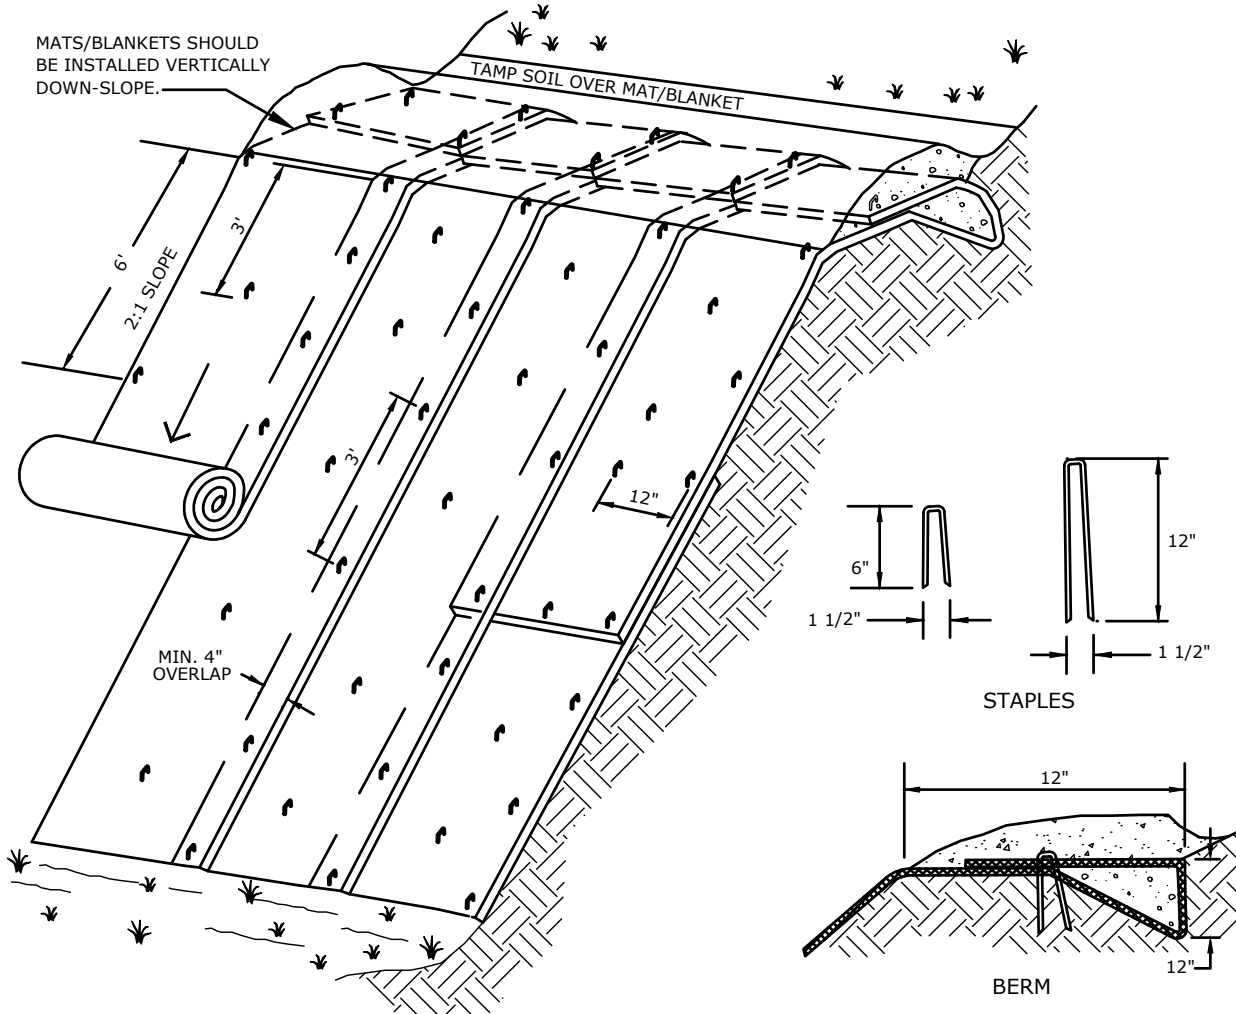 MATS/BLANKETS SHOULD
BE INSTALLED VERTICALLY
DOWN-SLOPE.
TAMP SOIL OVER MAT/BLANKET
3'
6'
2:1 SLOPE
3'
12"
MIN. 4"
OVERLAP
6"
1 1/2"
12"
1 1/2"
STAPLES
12"
12"
BERM